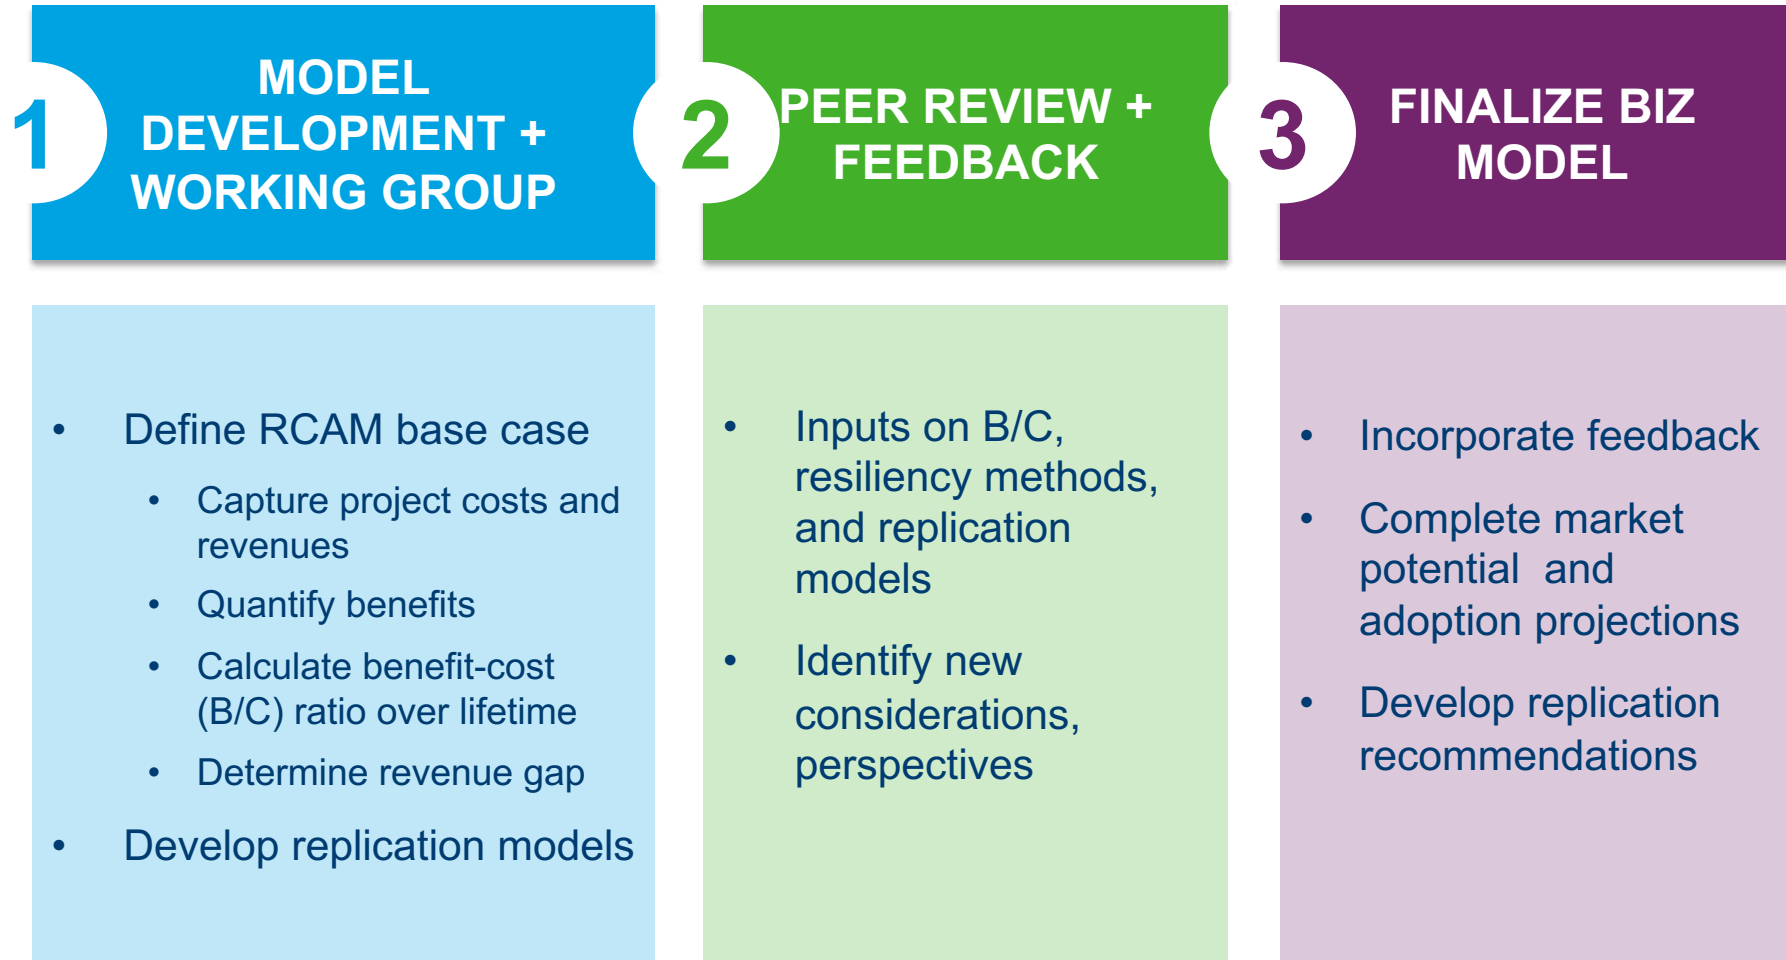 1
MODEL
DEVELOPMENT +
WORKING GROUP
• Define RCAM base case
• Capture project costs and
revenues
• Quantify benefits
• Calculate benefit-cost
(B/C) ratio over lifetime
• Determine revenue gap
• Develop replication models
2
PEER REVIEW +
FEEDBACK
• Inputs on B/C,
resiliency methods,
and replication
models
• Identify new
considerations,
perspectives
3
FINALIZE BIZ
MODEL
• Incorporate feedback
• Complete market
potential and
adoption projections
• Develop replication
recommendations